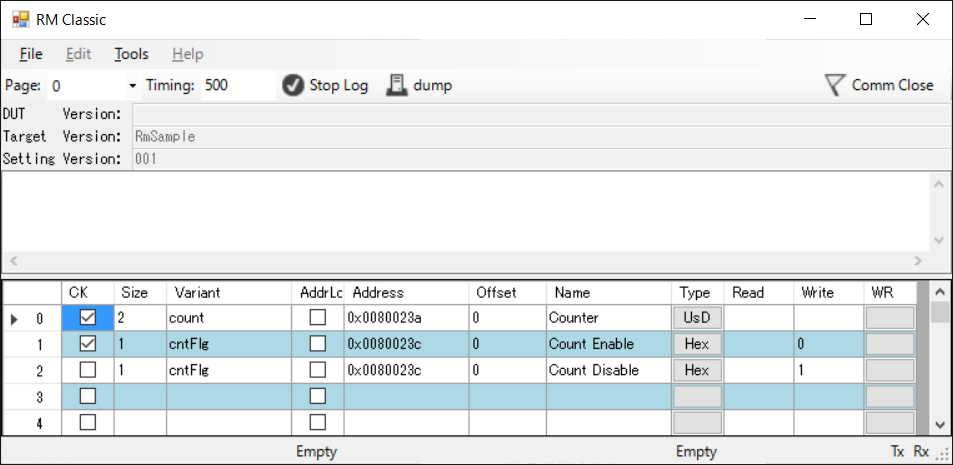 RM Classic
File Edit Tools Help
Page: 0 Timing: 500 Stop Log dump Comm Close
DUT Version:
Target Version: RmSample
Setting Version: 001
CK Size Variant AddrLc Address Offset Name Type Read Write WR
0 2 count 0x0080023a 0 Counter UsD
1 1 cntFlg 0x0080023c 0 Count Enable Hex 0
2 1 cntFlg 0x0080023c 0 Count Disable Hex 1
3
4
Empty Empty Tx Rx